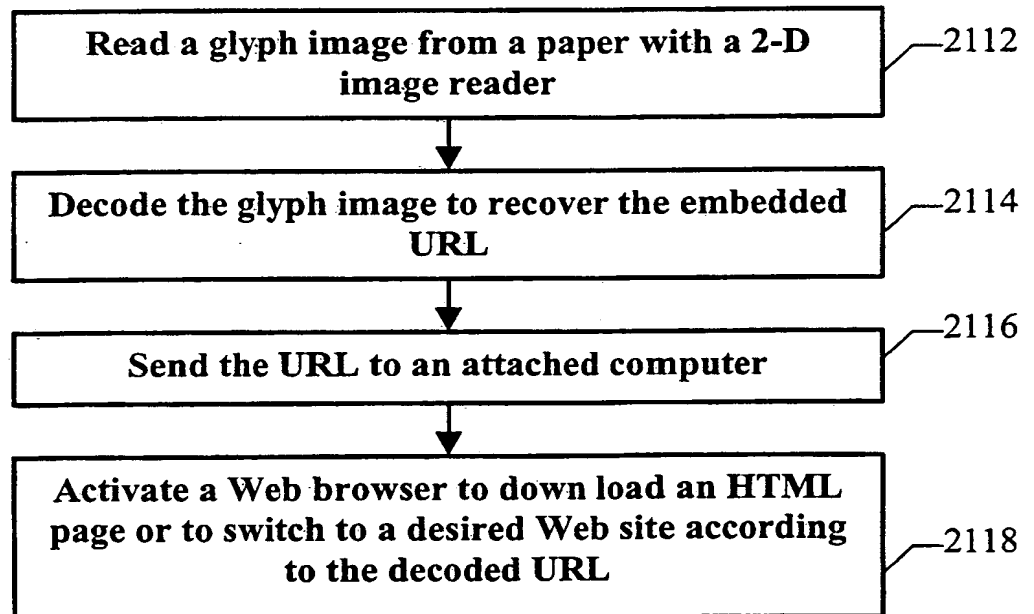 Read a glyph image from a paper with a 2-D
image reader
2112
Decode the glyph image to recover the embedded
URL
2114
Send the URL to an attached computer
2116
Activate a Web browser to down load an HTML
page or to switch to a desired Web site according
to the decoded URL
2118